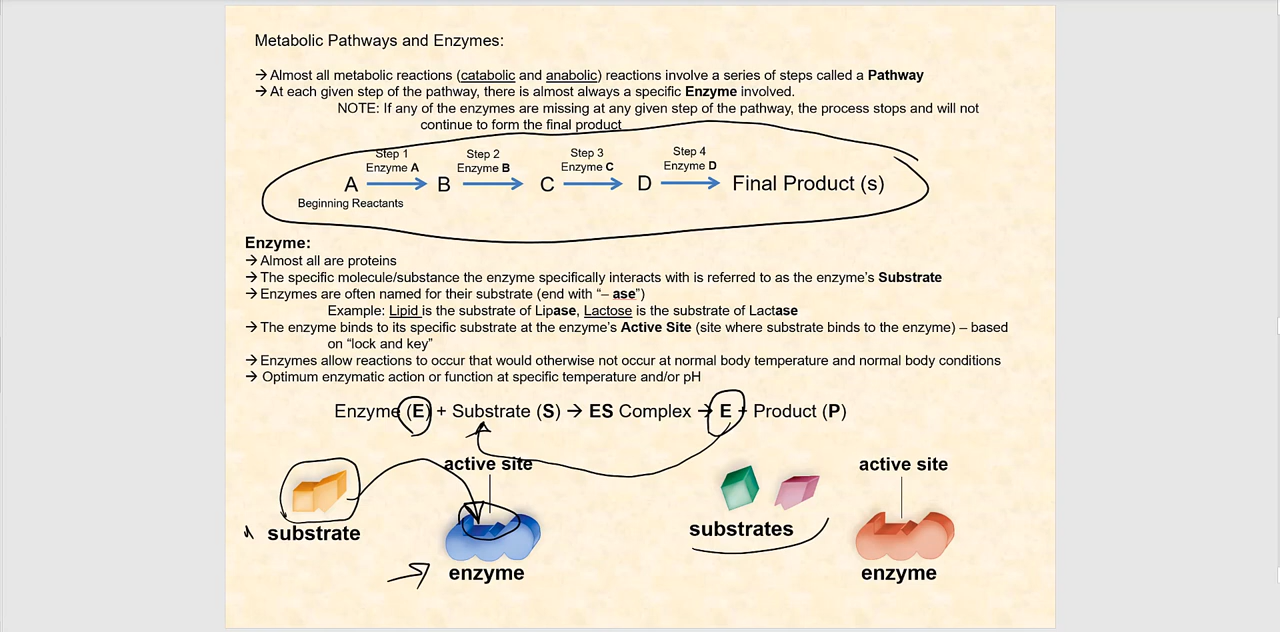 Metabolic Pathways and Enzymes:
→ Almost all metabolic reactions (catabolic and anabolic) reactions involve a series of steps called a Pathway
→ At each given step of the pathway, there is almost always a specific Enzyme involved.
NOTE: If any of the enzymes are missing at any given step of the pathway, the process stops and will not
continue to form the final product
Step 1 Step 2 Step 3 Step 4
Enzyme A Enzyme B Enzyme C Enzyme D
A → B → C → D → Final Product (s)
Beginning Reactants
Enzyme:
→ Almost all are proteins
→ The specific molecule/substance the enzyme specifically interacts with is referred to as the enzyme's Substrate
→ Enzymes are often named for their substrate (end with “– ase”)
Example: Lipid is the substrate of Lipase, Lactose is the substrate of Lactase
→ The enzyme binds to its specific substrate at the enzyme's Active Site (site where substrate binds to the enzyme) – based
on “lock and key”
→ Enzymes allow reactions to occur that would otherwise not occur at normal body temperature and normal body conditions
→ Optimum enzymatic action or function at specific temperature and/or pH
Enzyme (E) + Substrate (S) → ES Complex → E + Product (P)
active site active site
substrate substrates
enzyme enzyme